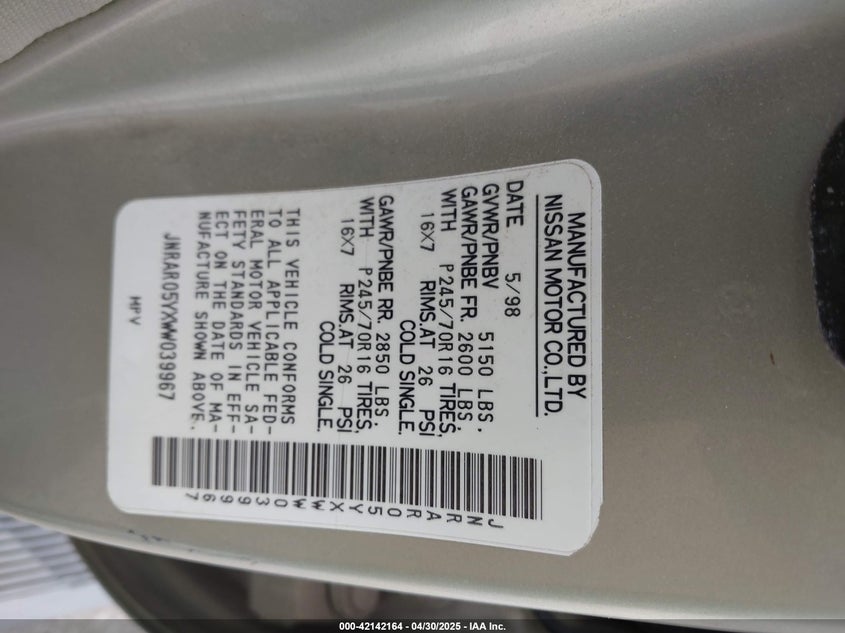 MANUFACTURED BY
NISSAN MOTOR CO.,LTD.
DATE 5/98
GVWR/PNBV 5150 LBS.
GAWR/PNBE FR. 2600 LBS.
WITH P245/70R16 TIRES,
16X7 RIMS,AT 26 PSI
COLD SINGLE.
GAWR/PNBE RR. 2850 LBS.
WITH P245/70R16 TIRES,
16X7 RIMS,AT 26 PSI
COLD SINGLE.
THIS VEHICLE CONFORMS
TO ALL APPLICABLE FED-
ERAL MOTOR VEHICLE SA-
FETY STANDARDS IN EFF-
ECT ON THE DATE OF MA-
NUFACTURE SHOWN ABOVE.
JNRAR05YXWW039967
MPV
JNRAR05YXWW039967
000-42142164 - 04/30/2025 - IAA Inc.